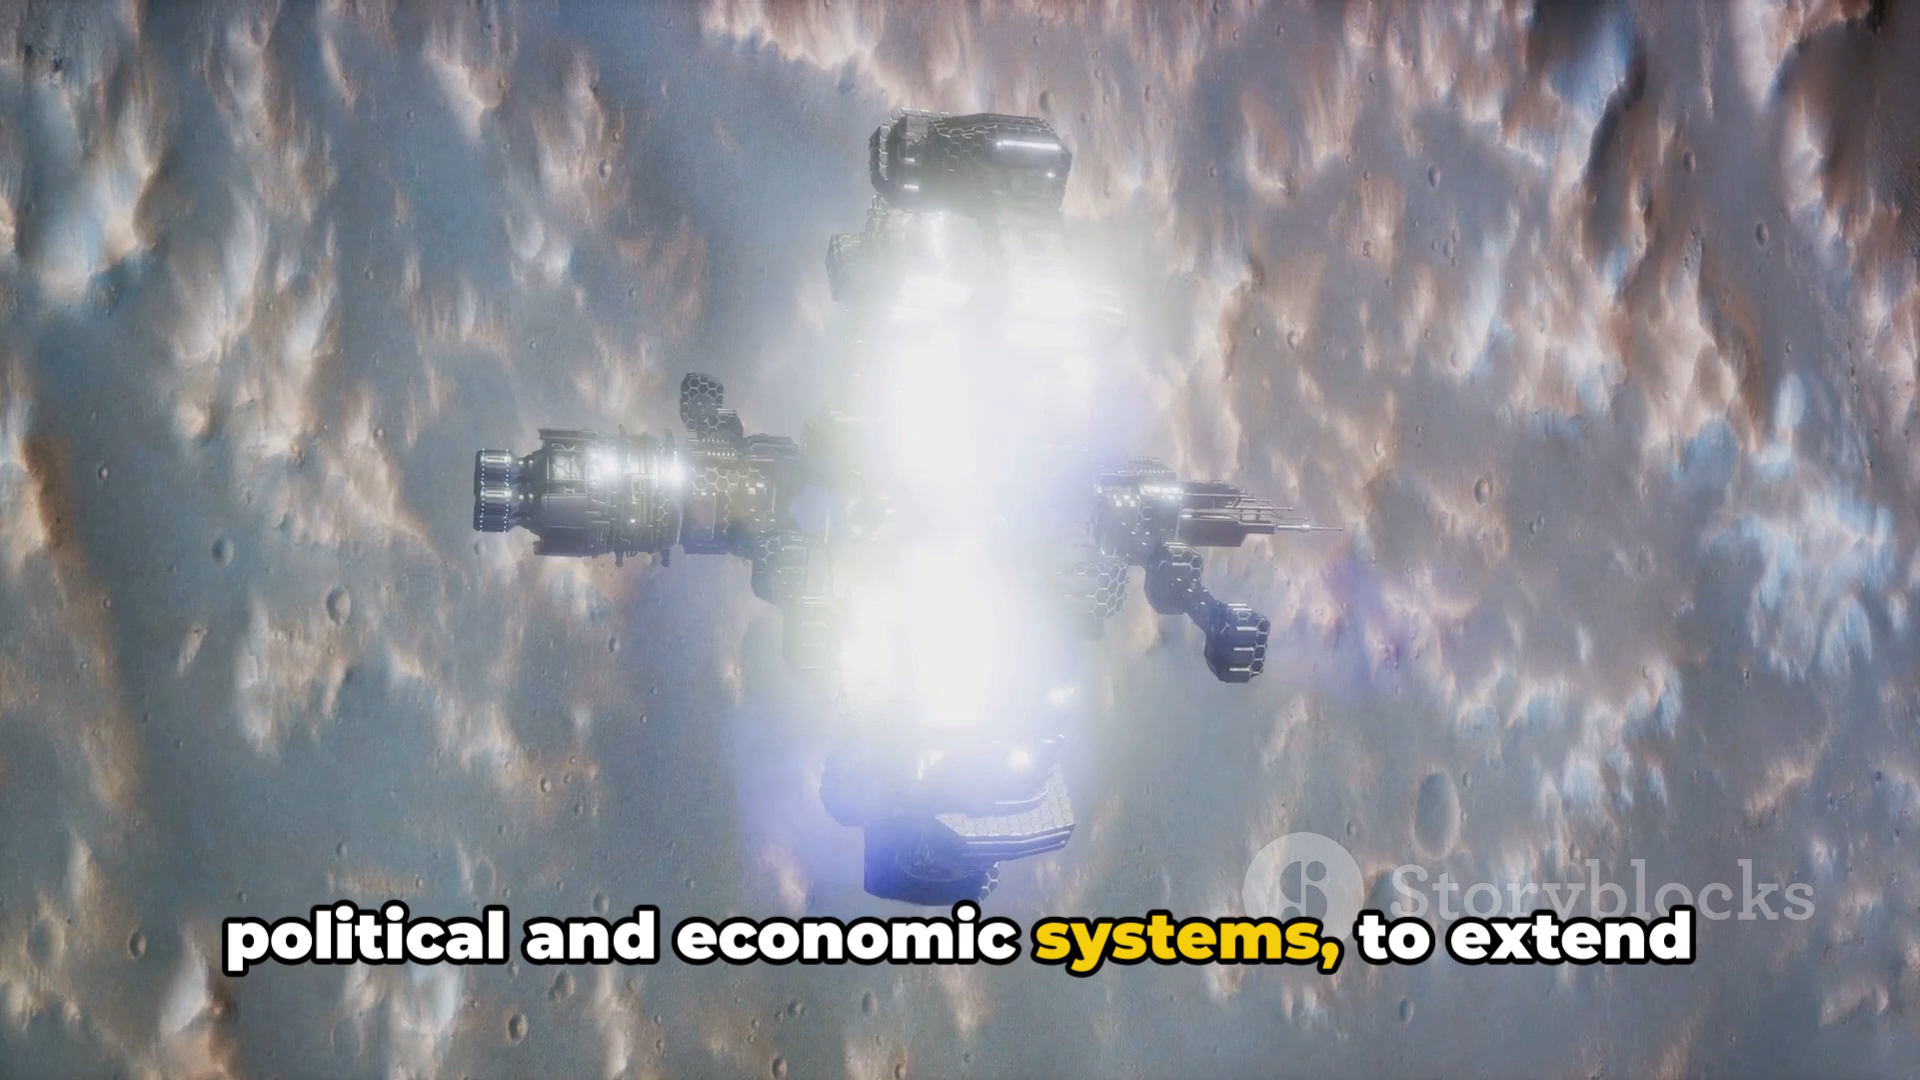 Storyblocks
political and economic systems, to extend